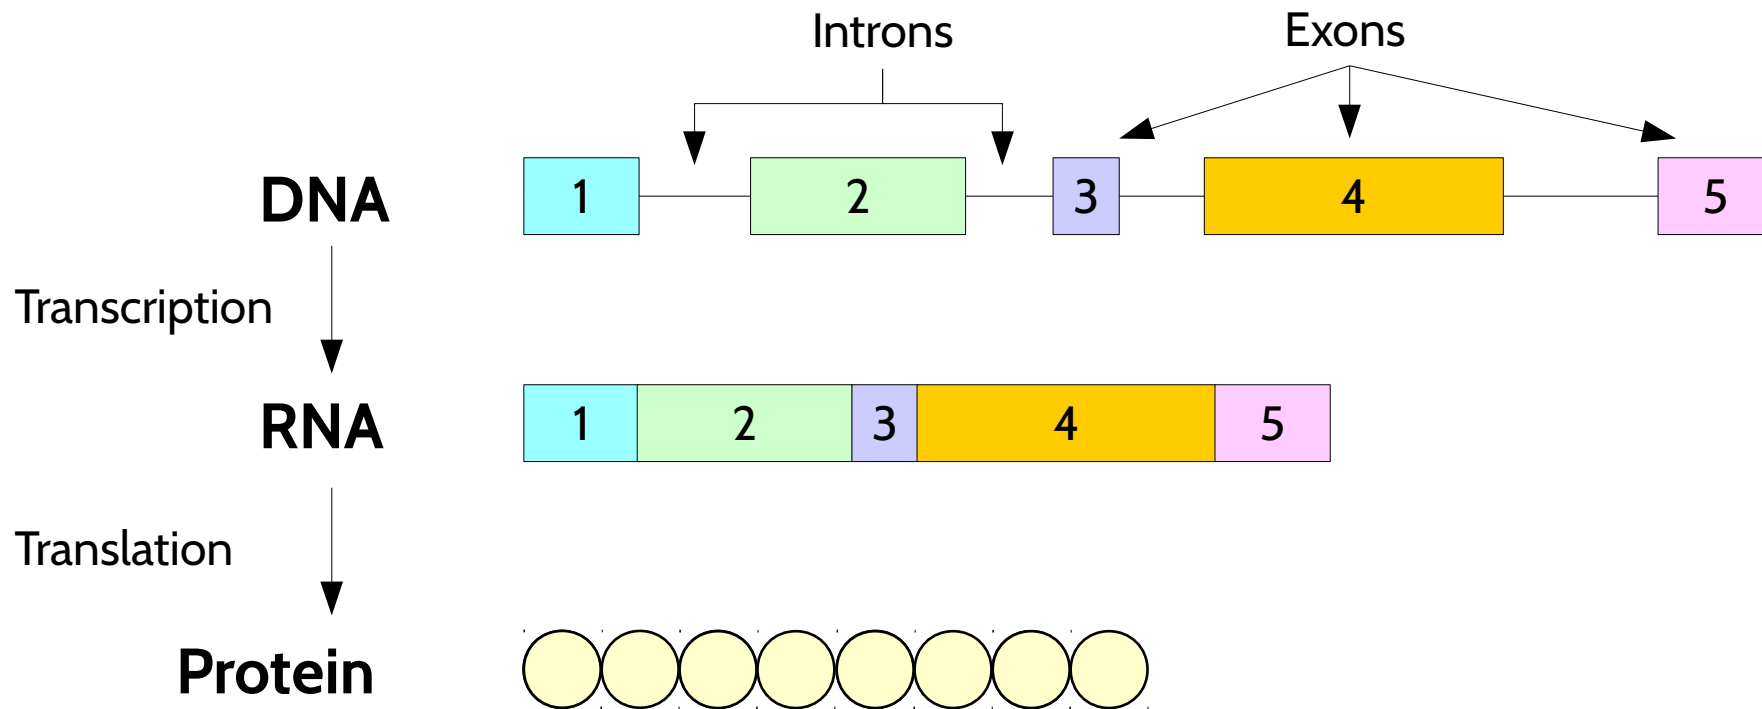 Introns
Exons
DNA
1
2
3
4
5
Transcription
RNA
1
2
3
4
5
Translation
Protein